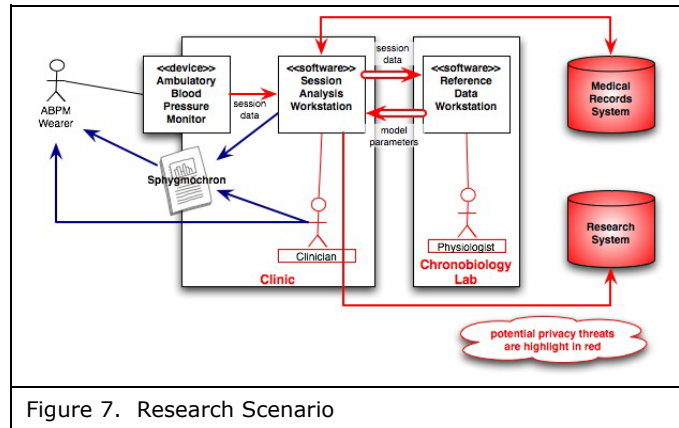 ABPM
Wearer
<<device>>
Ambulatory
Blood
Pressure
Monitor
session
data
<<software>>
Session
Analysis
Workstation
session
data
model
parameters
<<software>>
Reference
Data
Workstation
Medical
Records
System
Sphygmochron
Clinician
Clinic
Physiologist
Chronobiology
Lab
Research
System
potential privacy threats
are highlight in red
Figure 7. Research Scenario